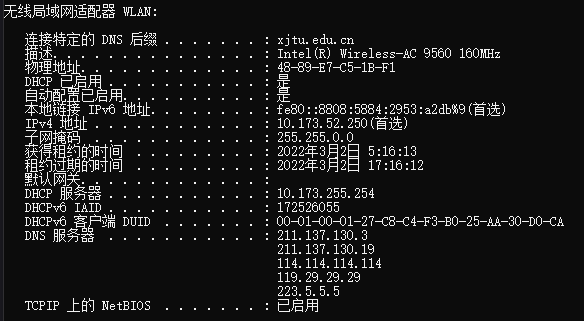 无线局域网适配器 WLAN:
连接特定的 DNS 后缀 . . . . . . . : xjtu.edu.cn
描述. . . . . . . . . . . . . . . : Intel(R) Wireless-AC 9560 160MHz
物理地址. . . . . . . . . . . . . : 48-89-E7-C5-1B-F1
DHCP 已启用 . . . . . . . . . . . : 是
自动配置已启用. . . . . . . . . . : 是
本地链接 IPv6 地址. . . . . . . . : fe80::8808:5884:2953:a2db%9(首选)
IPv4 地址 . . . . . . . . . . . . : 10.173.52.250(首选)
子网掩码 . . . . . . . . . . . . : 255.255.0.0
获得租约的时间 . . . . . . . . . : 2022年3月2日 5:16:13
租约过期的时间 . . . . . . . . . : 2022年3月2日 17:16:12
默认网关. . . . . . . . . . . . . :
DHCP 服务器 . . . . . . . . . . . : 10.173.255.254
DHCPv6 IAID . . . . . . . . . . . : 172526055
DHCPv6 客户端 DUID . . . . . . . : 00-01-00-01-27-C8-C4-F3-B0-25-AA-30-D0-CA
DNS 服务器 . . . . . . . . . . . : 211.137.130.3
211.137.130.19
114.114.114.114
119.29.29.29
223.5.5.5
TCPIP 上的 NetBIOS . . . . . . . : 已启用